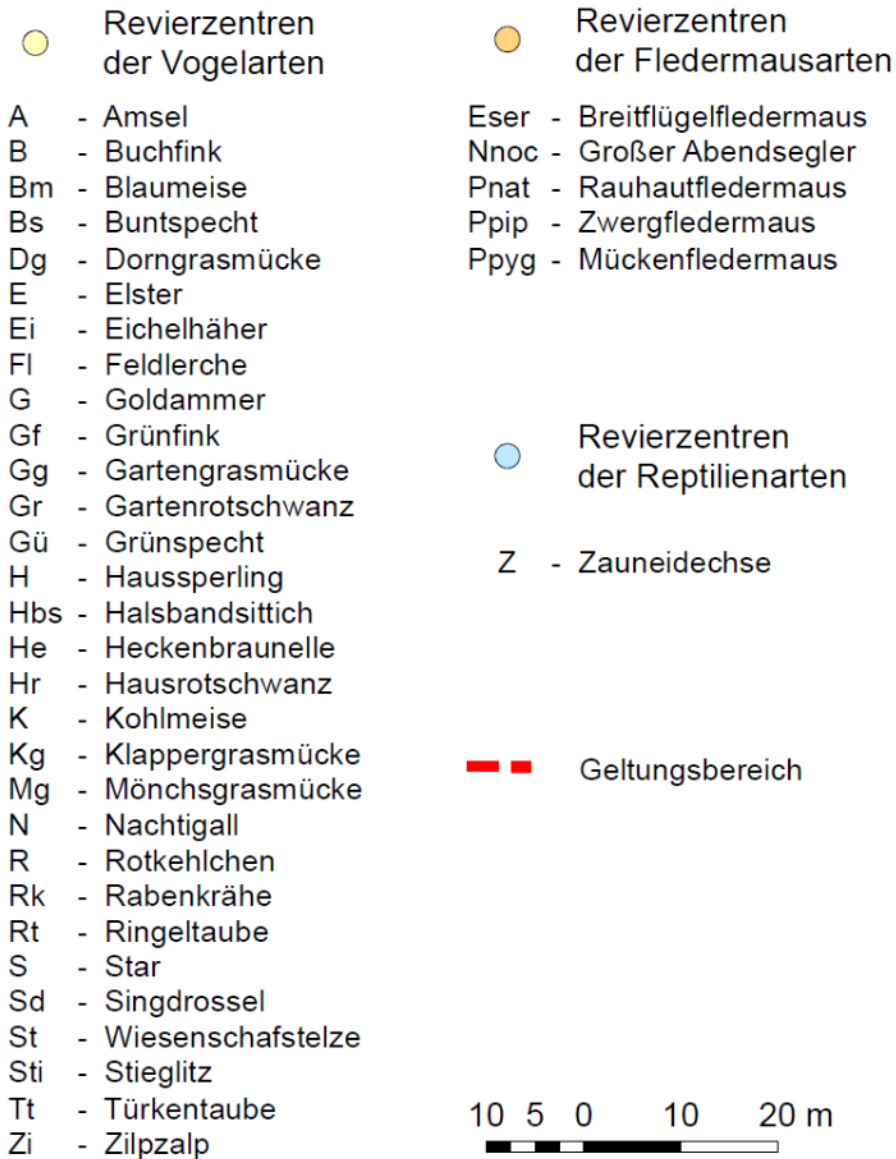 Revierzentren
der Vogelarten
A - Amsel
B - Buchfink
Bm - Blaumeise
Bs - Buntspecht
Dg - Dorngrasmücke
E - Elster
Ei - Eichelhäher
Fl - Feldlerche
G - Goldammer
Gf - Grünfink
Gg - Gartengrasmücke
Gr - Gartenrotschwanz
Gü - Grünspecht
H - Haussperling
Hbs - Halsbandsittich
He - Heckenbraunelle
Hr - Hausrotschwanz
K - Kohlmeise
Kg - Klappergrasmücke
Mg - Mönchsgrasmücke
N - Nachtigall
R - Rotkehlchen
Rk - Rabenkrähe
Rt - Ringeltaube
S - Star
Sd - Singdrossel
St - Wiesenschafstelze
Sti - Stieglitz
Tt - Türkentaube
Zi - Zilpzalp
Revierzentren
der Fledermausarten
Eser - Breitflügelfledermaus
Nnoc - Großer Abendsegler
Pnat - Rauhautfledermaus
Ppip - Zwergfledermaus
Ppyg - Mückenfledermaus
Revierzentren
der Reptilienarten
Z - Zauneidechse
Geltungsbereich
10 5 0 10 20 m